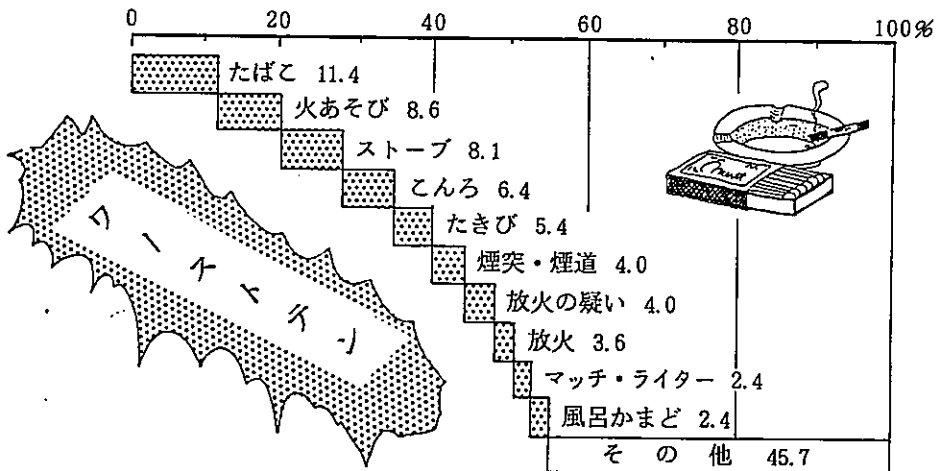 0 20 40 60 80 100%
たばこ 11.4
火あそび 8.6
ストーブ 8.1
こんろ 6.4
たきび 5.4
煙突・煙道 4.0
放火の疑い 4.0
放火 3.6
マッチ・ライター 2.4
風呂かまど 2.4
その他 45.7
ワーストテン